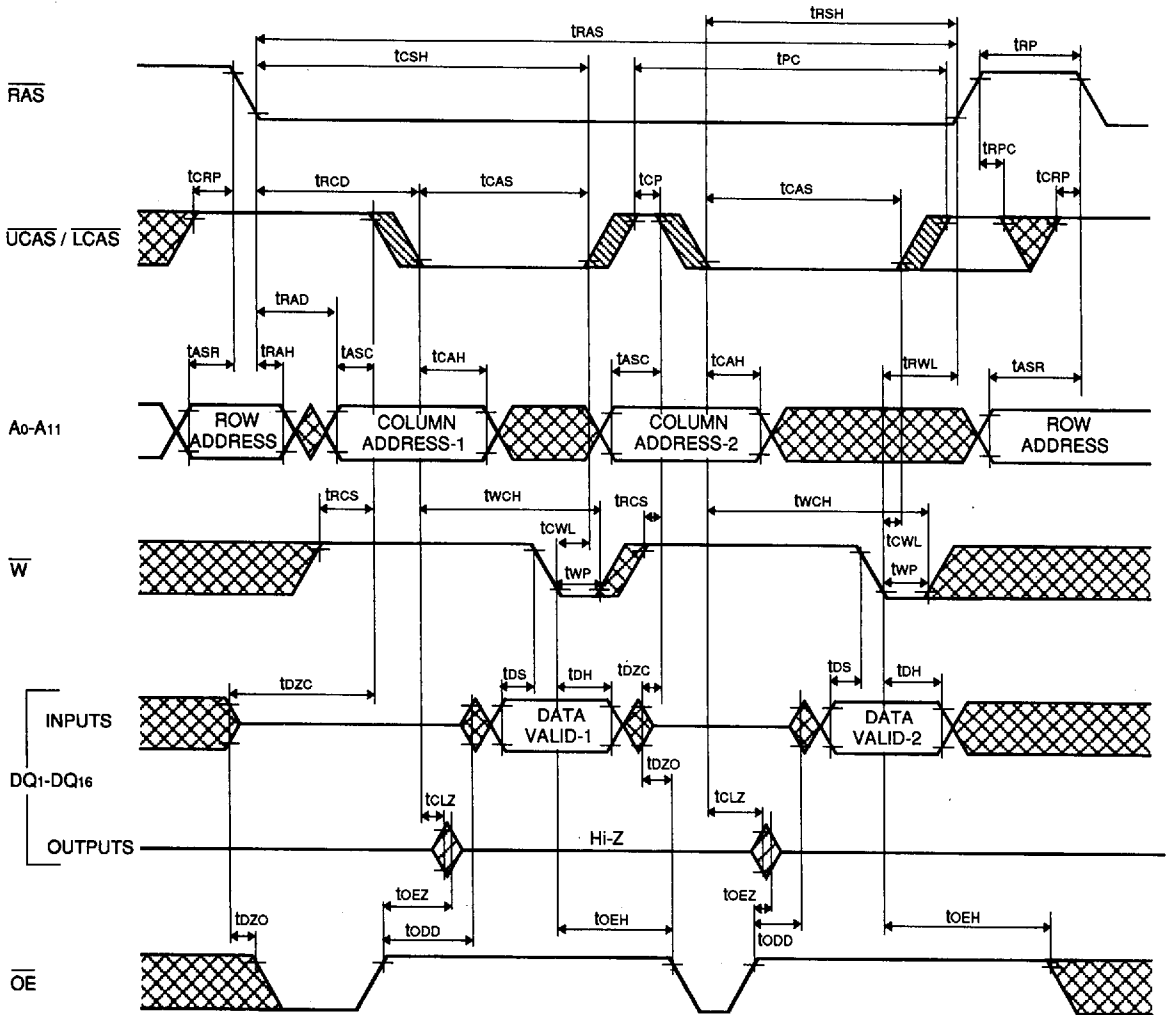 tRSH
tRAS
tCSH
tPC
tRP
RAS
tRPC
tCRP
tRCD
tCAS
tCP
tCAS
tCRP
UCAS / LCAS
tRAD
tASR
tRAH
tASC
tCAH
tASC
tCAH
tRWL
tASR
A0-A11
ROW
ADDRESS
COLUMN
ADDRESS-1
COLUMN
ADDRESS-2
ROW
ADDRESS
tRCS
tWCH
tRCS
tWCH
tCWL
tCWL
W
tWP
tWP
tDZC
tDS
tDH
tDZC
tDS
tDH
INPUTS
DATA
VALID-1
DATA
VALID-2
DQ1-DQ16
tDZO
tCLZ
tCLZ
OUTPUTS
Hi-Z
tOEZ
tOEZ
tDZO
tODD
tOEH
tODD
tOEH
OE